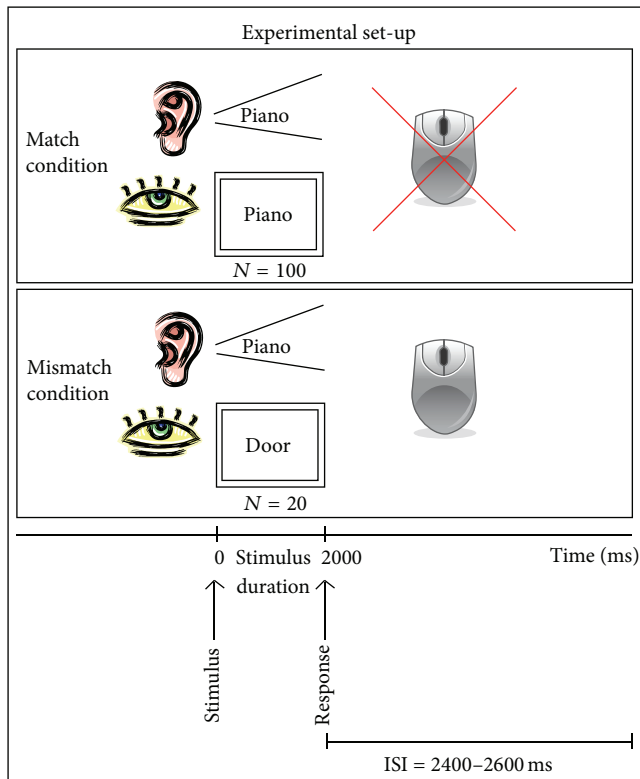 Experimental set-up
Match
condition
Piano
Piano
N = 100
Mismatch
condition
Piano
Door
N = 20
0 Stimulus 2000 Time (ms)
duration
Stimulus
Response
ISI = 2400–2600 ms